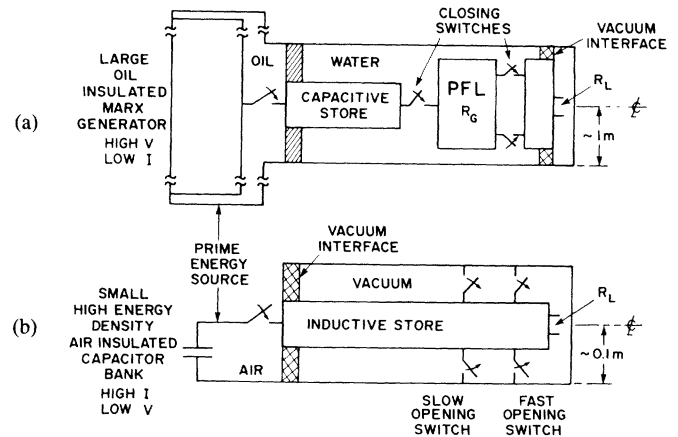 CLOSING
SWITCHES
VACUUM
INTERFACE
OIL
WATER
LARGE
OIL
INSULATED
MARX
GENERATOR
HIGH V
LOW I
(a)
CAPACITIVE
STORE
PFL
R_G
R_L
℄
~1m
VACUUM
INTERFACE
PRIME
ENERGY
SOURCE
VACUUM
SMALL
HIGH ENERGY
DENSITY
AIR INSULATED
CAPACITOR
BANK
HIGH I
LOW V
(b)
INDUCTIVE STORE
R_L
℄
~0.1m
AIR
SLOW
OPENING
SWITCH
FAST
OPENING
SWITCH